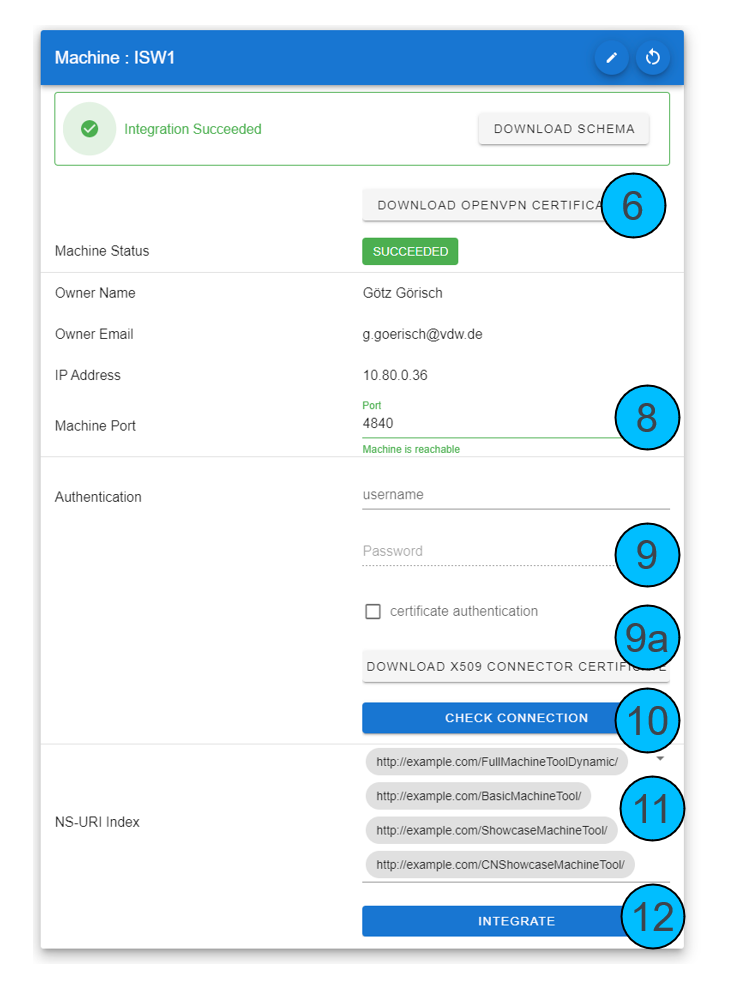 Machine : ISW1
Integration Succeeded
DOWNLOAD SCHEMA
DOWNLOAD OPENVPN CERTIFICA
6
Machine Status
SUCCEEDED
Owner Name
Götz Görisch
Owner Email
g.goerisch@vdw.de
IP Address
10.80.0.36
Port
Machine Port
4840
8
Machine is reachable
Authentication
username
Password
9
certificate authentication
9a
DOWNLOAD X509 CONNECTOR CERTIFICATE
CHECK CONNECTION
10
http://example.com/FullMachineToolDynamic/
http://example.com/BasicMachineTool/
11
NS-URI Index
http://example.com/ShowcaseMachineTool/
http://example.com/CNShowcaseMachineTool/
INTEGRATE
12